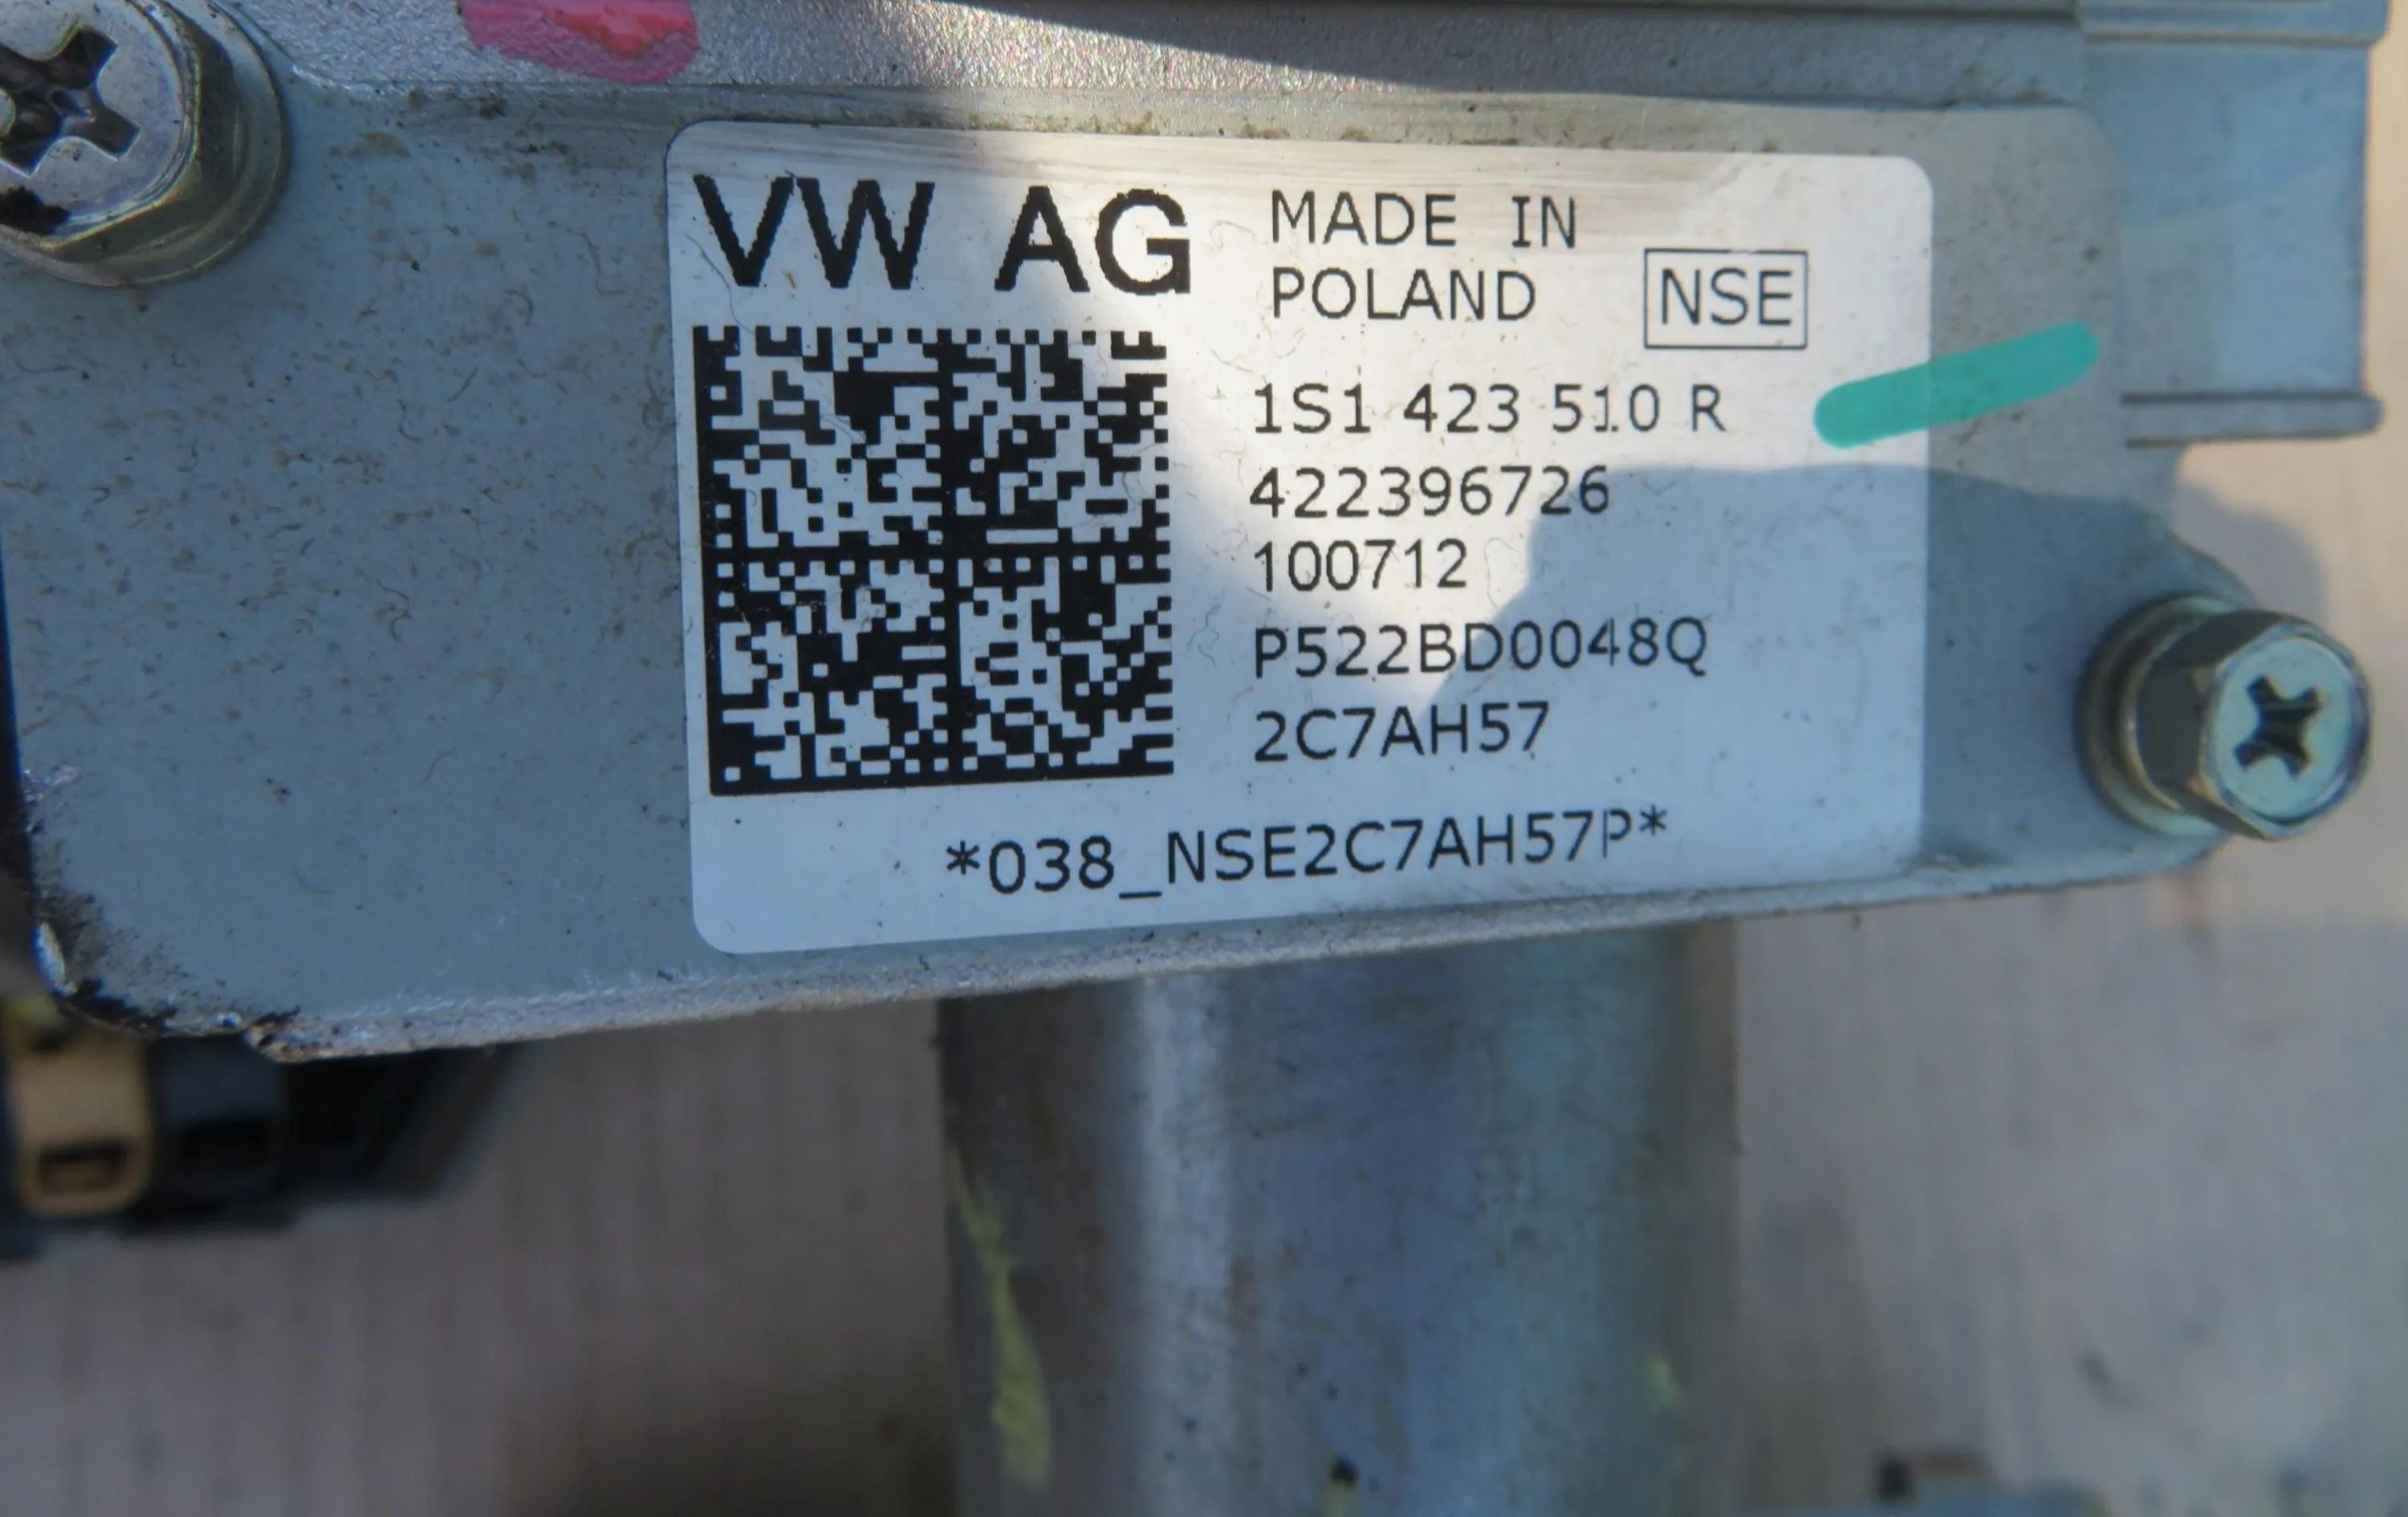 VW AG
MADE IN
POLAND
NSE
1S1 423 510 R
422396726
100712
P522BD0048Q
2C7AH57
*038_NSE2C7AH57P*